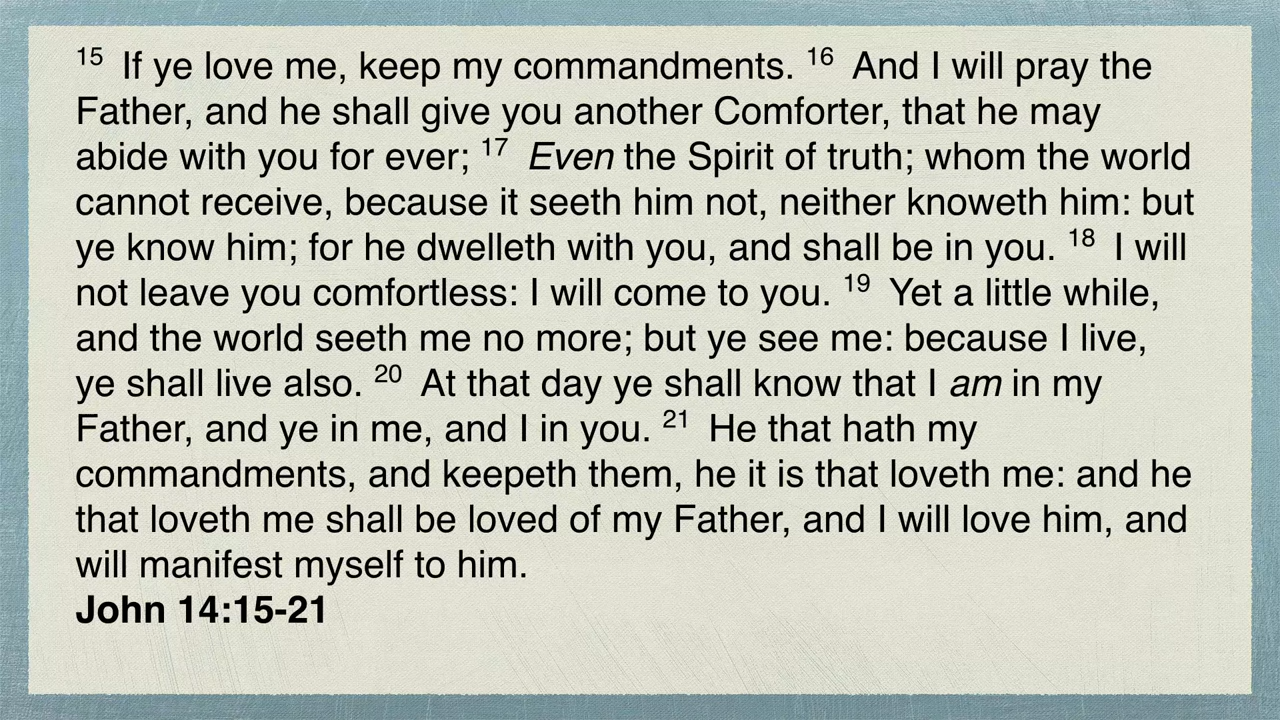 15 If ye love me, keep my commandments. 16 And I will pray the
Father, and he shall give you another Comforter, that he may
abide with you for ever; 17 Even the Spirit of truth; whom the world
cannot receive, because it seeth him not, neither knoweth him: but
ye know him; for he dwelleth with you, and shall be in you. 18 I will
not leave you comfortless: I will come to you. 19 Yet a little while,
and the world seeth me no more; but ye see me: because I live,
ye shall live also. 20 At that day ye shall know that I am in my
Father, and ye in me, and I in you. 21 He that hath my
commandments, and keepeth them, he it is that loveth me: and he
that loveth me shall be loved of my Father, and I will love him, and
will manifest myself to him.
John 14:15-21